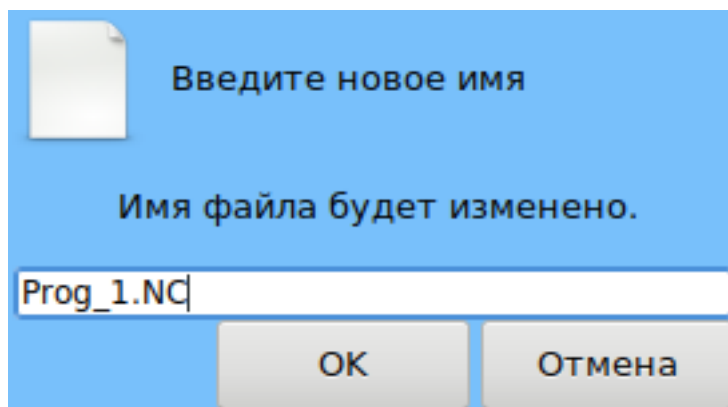 Введите новое имя
Имя файла будет изменено.
Prog_1.NC
OK
Отмена